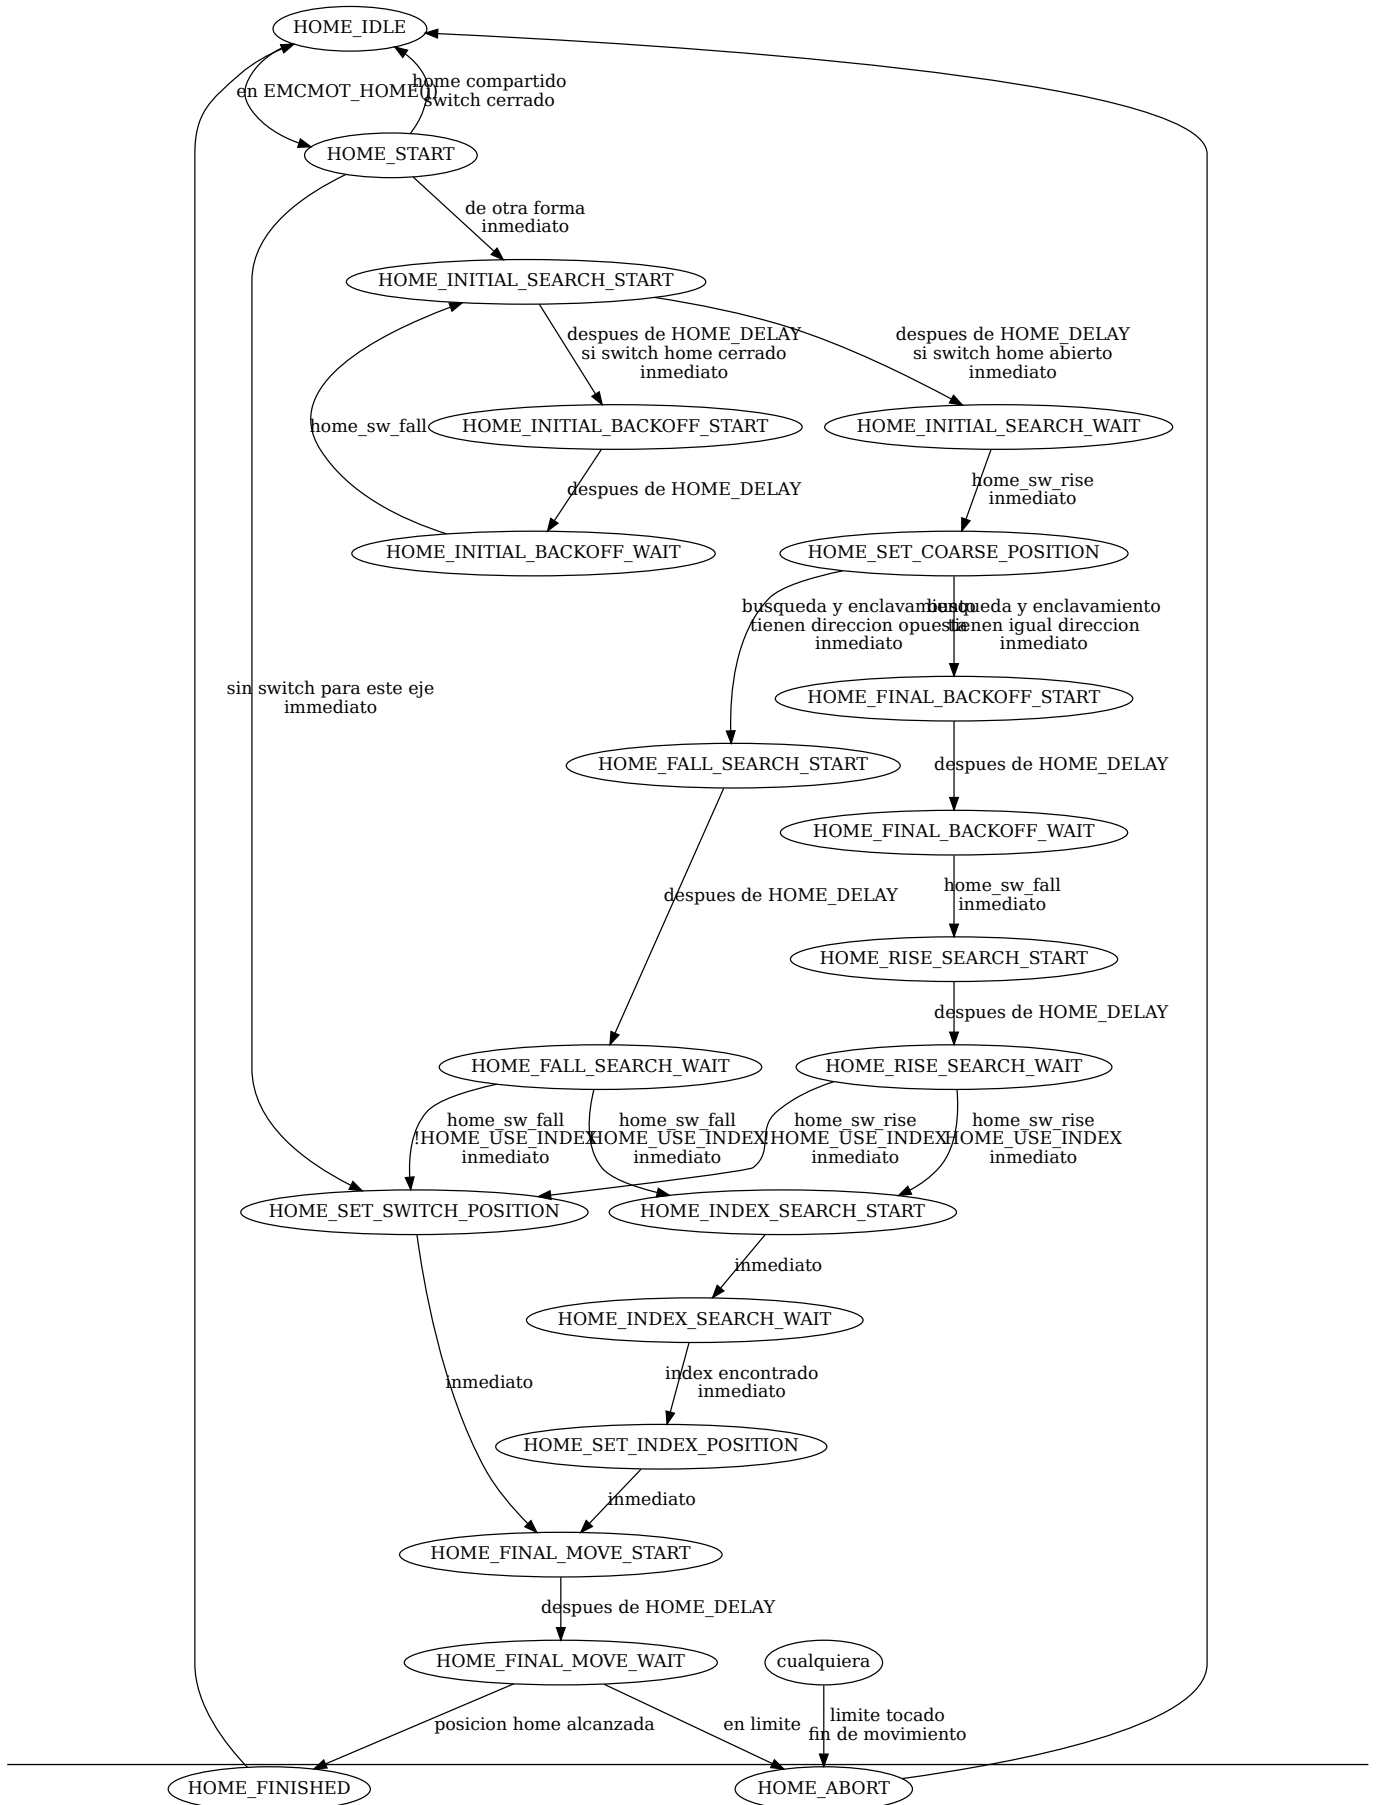 HOME_IDLE
en EMCMOT_HOME()
home compartido
switch cerrado
HOME_START
de otra forma
inmediato
HOME_INITIAL_SEARCH_START
despues de HOME_DELAY
si switch home cerrado
inmediato
despues de HOME_DELAY
si switch home abierto
inmediato
home_sw_fall
HOME_INITIAL_BACKOFF_START
HOME_INITIAL_SEARCH_WAIT
despues de HOME_DELAY
home_sw_rise
inmediato
HOME_INITIAL_BACKOFF_WAIT
HOME_SET_COARSE_POSITION
busqueda y enclavamiento
tienen direccion opuesta
inmediato
busqueda y enclavamiento
tienen igual direccion
inmediato
sin switch para este eje
immediato
HOME_FINAL_BACKOFF_START
HOME_FALL_SEARCH_START
despues de HOME_DELAY
HOME_FINAL_BACKOFF_WAIT
despues de HOME_DELAY
home_sw_fall
inmediato
HOME_RISE_SEARCH_START
despues de HOME_DELAY
HOME_FALL_SEARCH_WAIT
HOME_RISE_SEARCH_WAIT
home_sw_fall
!HOME_USE_INDEX
inmediato
home_sw_fall
HOME_USE_INDEX
inmediato
home_sw_rise
!HOME_USE_INDEX
inmediato
home_sw_rise
HOME_USE_INDEX
inmediato
HOME_SET_SWITCH_POSITION
HOME_INDEX_SEARCH_START
inmediato
HOME_INDEX_SEARCH_WAIT
inmediato
index encontrado
inmediato
HOME_SET_INDEX_POSITION
inmediato
HOME_FINAL_MOVE_START
despues de HOME_DELAY
HOME_FINAL_MOVE_WAIT
cualquiera
posicion home alcanzada
en limite
limite tocado
fin de movimiento
HOME_FINISHED
HOME_ABORT